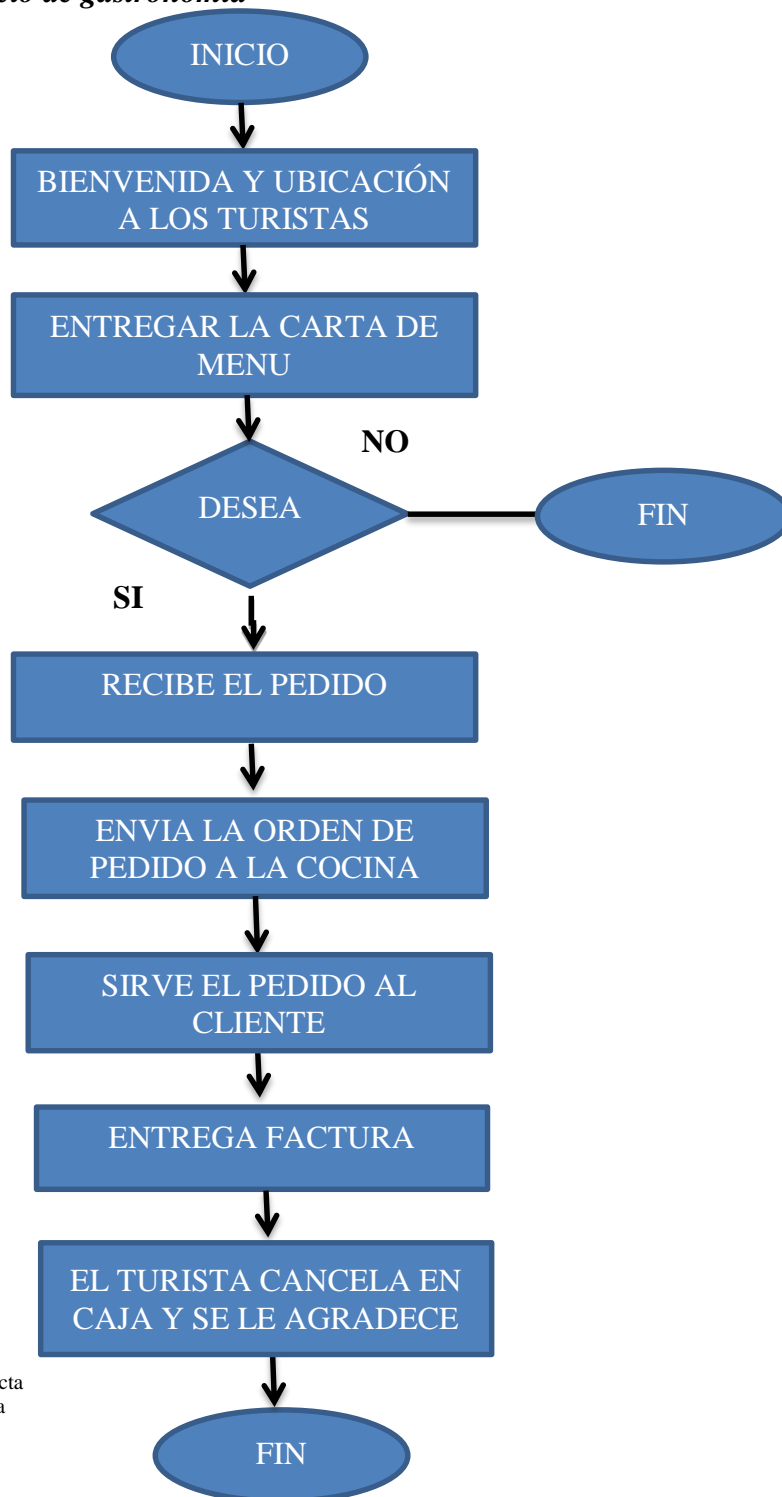 de gastronomía
INICIO
BIENVENIDA Y UBICACIÓN
A LOS TURISTAS
ENTREGAR LA CARTA DE
MENU
NO
DESEA
FIN
SI
RECIBE EL PEDIDO
ENVIA LA ORDEN DE
PEDIDO A LA COCINA
SIRVE EL PEDIDO AL
CLIENTE
ENTREGA FACTURA
EL TURISTA CANCELA EN
CAJA Y SE LE AGRADECE
FIN